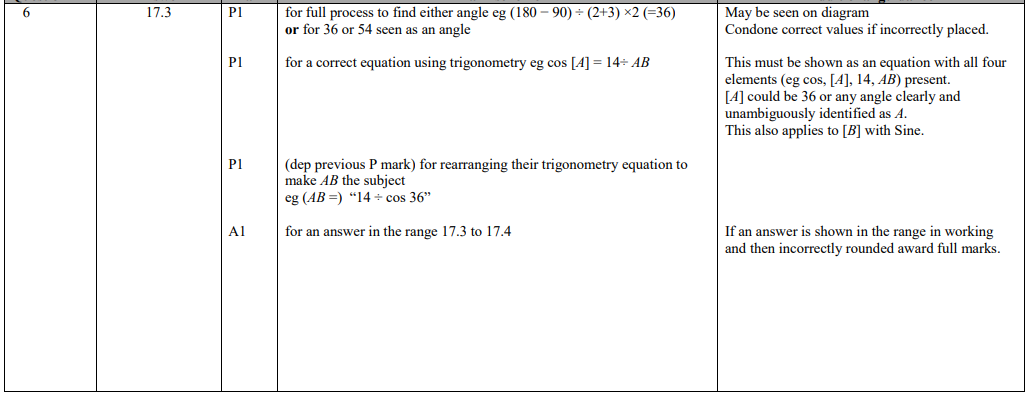 6 17.3 P1 for full process to find either angle eg (180 – 90) ÷ (2+3) ×2 (=36) May be seen on diagram
or for 36 or 54 seen as an angle Condone correct values if incorrectly placed.
P1 for a correct equation using trigonometry eg cos [A] = 14÷ AB This must be shown as an equation with all four
elements (eg cos, [A], 14, AB) present.
[A] could be 36 or any angle clearly and
unambiguously identified as A.
This also applies to [B] with Sine.
P1 (dep previous P mark) for rearranging their trigonometry equation to
make AB the subject
eg (AB =) “14 ÷ cos 36”
A1 for an answer in the range 17.3 to 17.4 If an answer is shown in the range in working
and then incorrectly rounded award full marks.